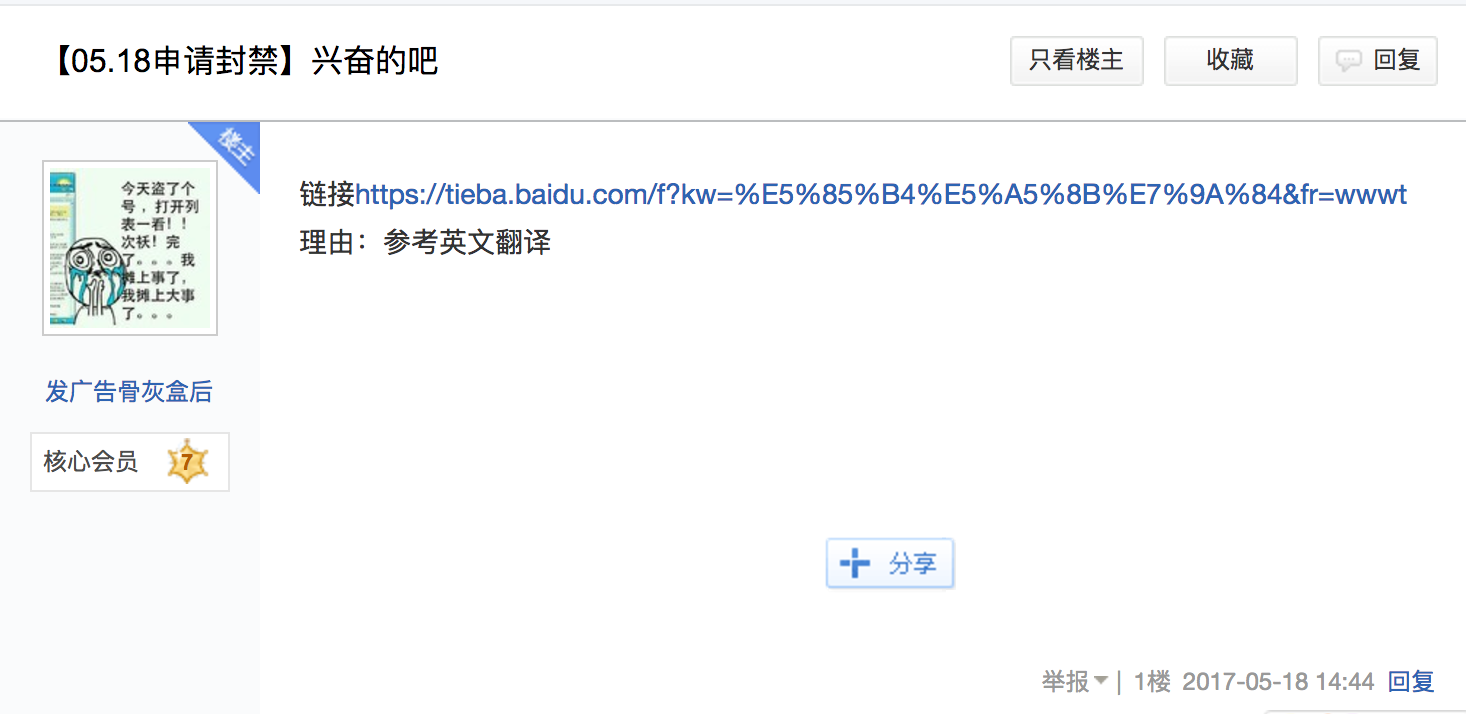 【05.18申请封禁】兴奋的吧
只看楼主
收藏
回复
楼主
今天盗了个
号，打开列
表一看！！
次袄！完
了。。。我
摊上事了，
我摊上大事
了。。。
发广告骨灰盒后
核心会员 7
链接https://tieba.baidu.com/f?kw=%E5%85%B4%E5%A5%8B%E7%9A%84&fr=wwwt
理由：参考英文翻译
分享
举报 | 1楼 2017-05-18 14:44 回复